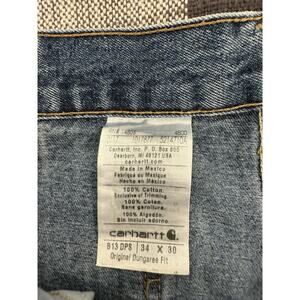 Carhartt, Inc. P.O. Box 600
Dearborn, MI 48121 USA
carhartt.com
Made in Mexico
Fabriqué au Mexique
Hecho en México
100% Cotton.
Exclusive of Trimming
100% Coton.
Sans garniture.
100% Algodon.
Sin incluir adorno
carhartt
B13 DPS 34 X 30
Original Dungaree Fit